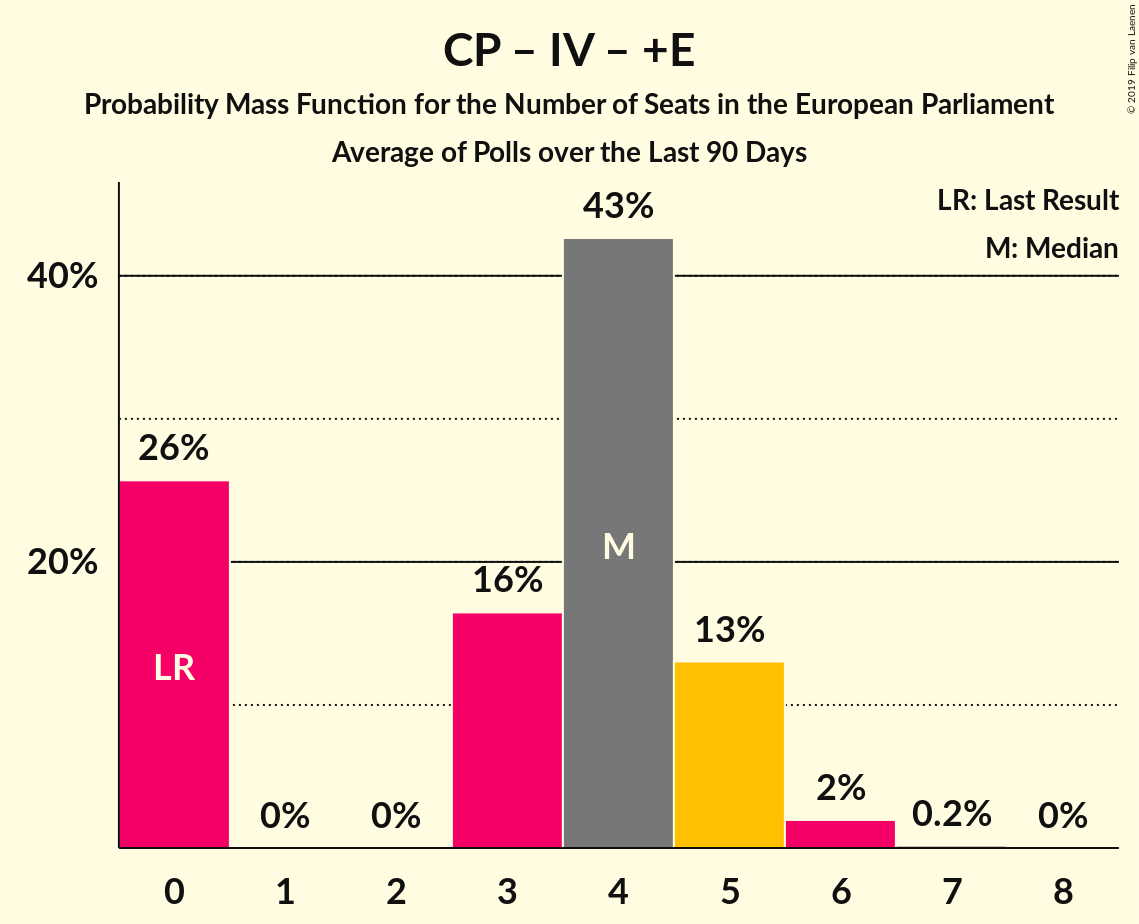 CP – IV – +E
Probability Mass Function for the Number of Seats in the European Parliament
Average of Polls over the Last 90 Days
© 2019 Filip van Laenen
LR: Last Result
M: Median
43%
40%
26%
M
20%
16%
13%
LR
2%
0% 0% 0.2% 0%
0 1 2 3 4 5 6 7 8